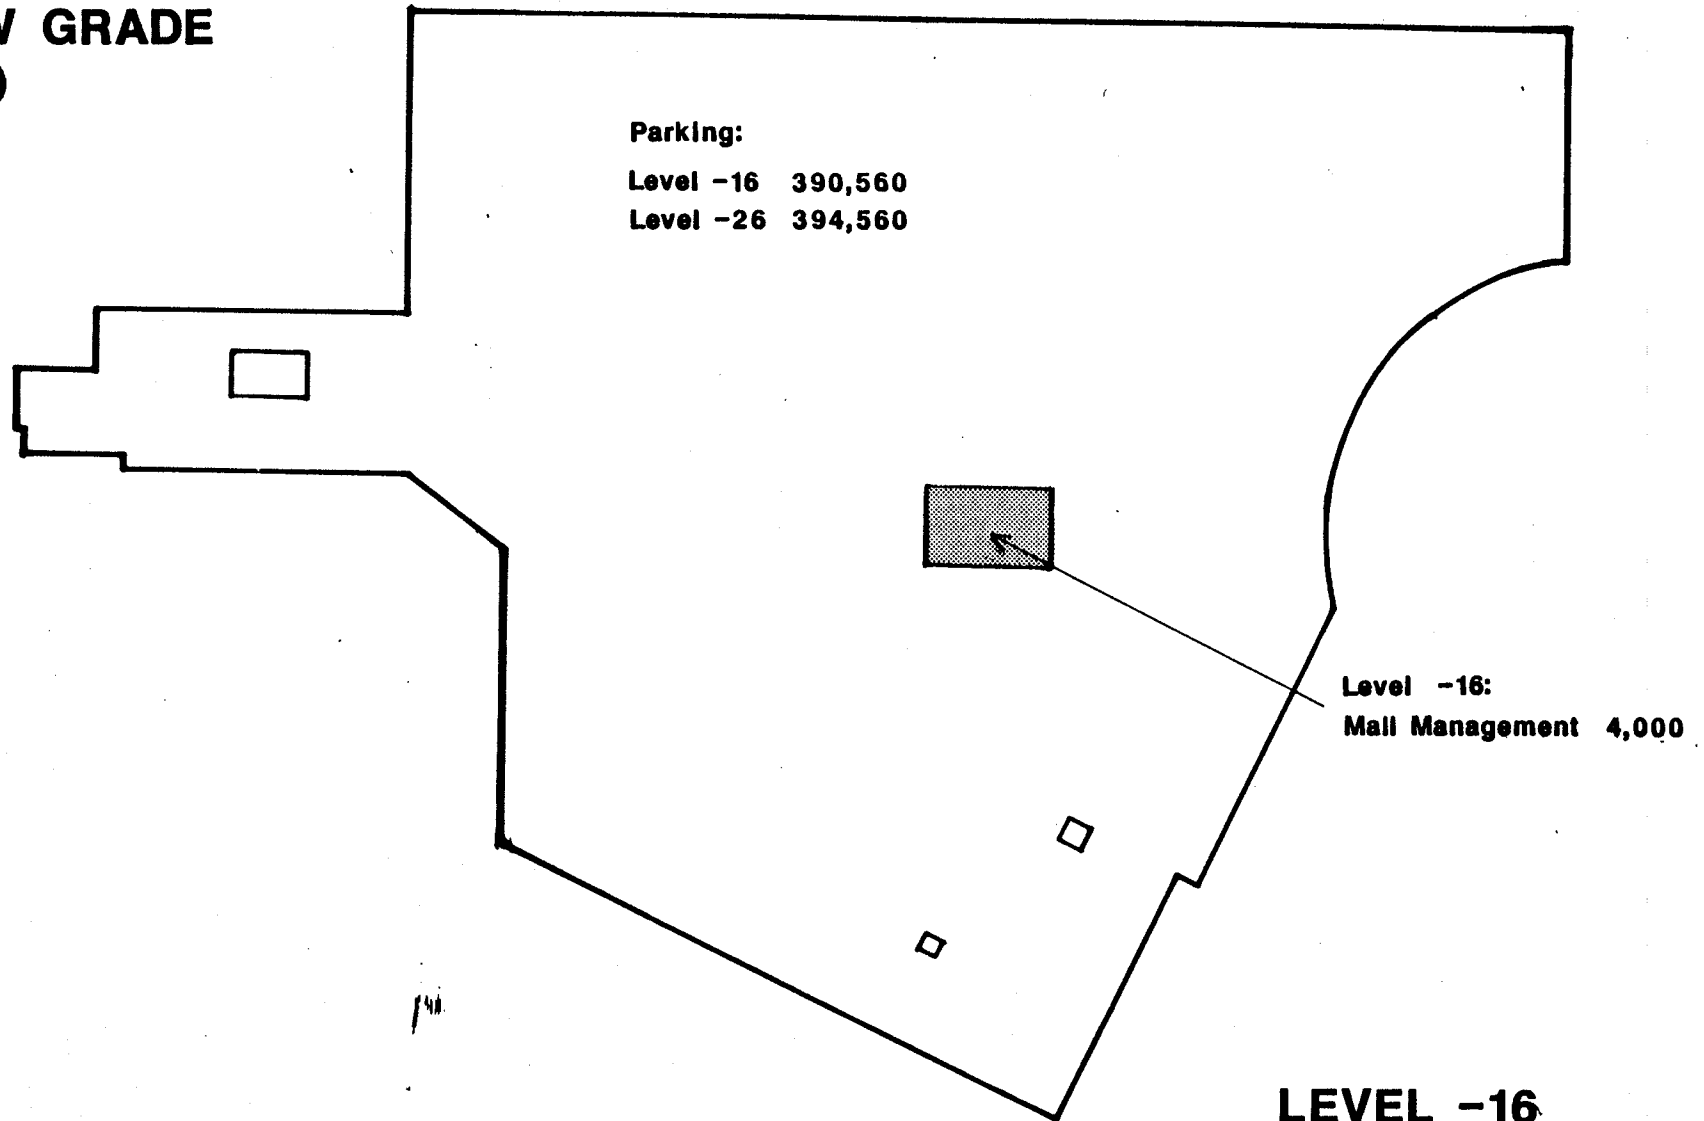 GRADE
Parking:
Level -16 390,560
Level -26 394,560
Level -16:
Mall Management 4,000
LEVEL -16